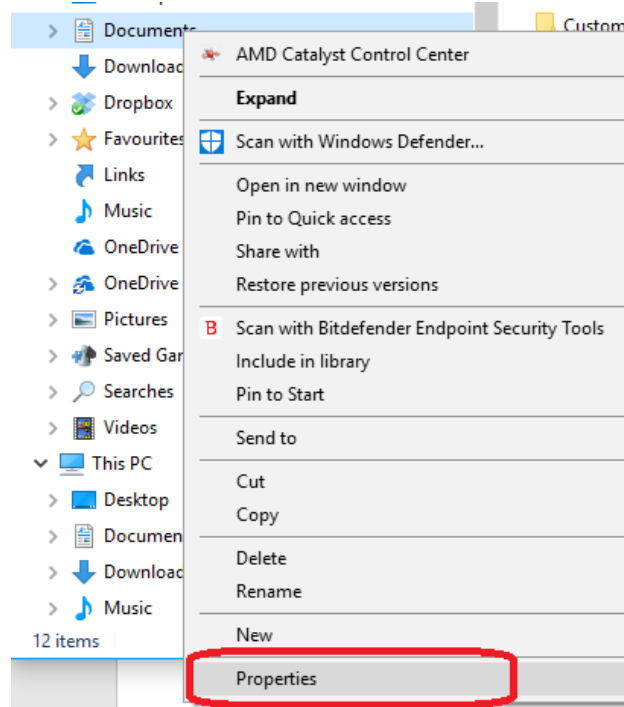 Documents
Custom
AMD Catalyst Control Center
Download
Expand
Dropbox
Favourites
Scan with Windows Defender...
Links
Open in new window
Music
Pin to Quick access
OneDrive
Share with
OneDrive
Restore previous versions
Pictures
B Scan with Bitdefender Endpoint Security Tools
Saved Gar
Include in library
Searches
Pin to Start
Videos
Send to
This PC
Cut
Desktop
Copy
Documen
Delete
Download
Rename
Music
New
12 items
Properties